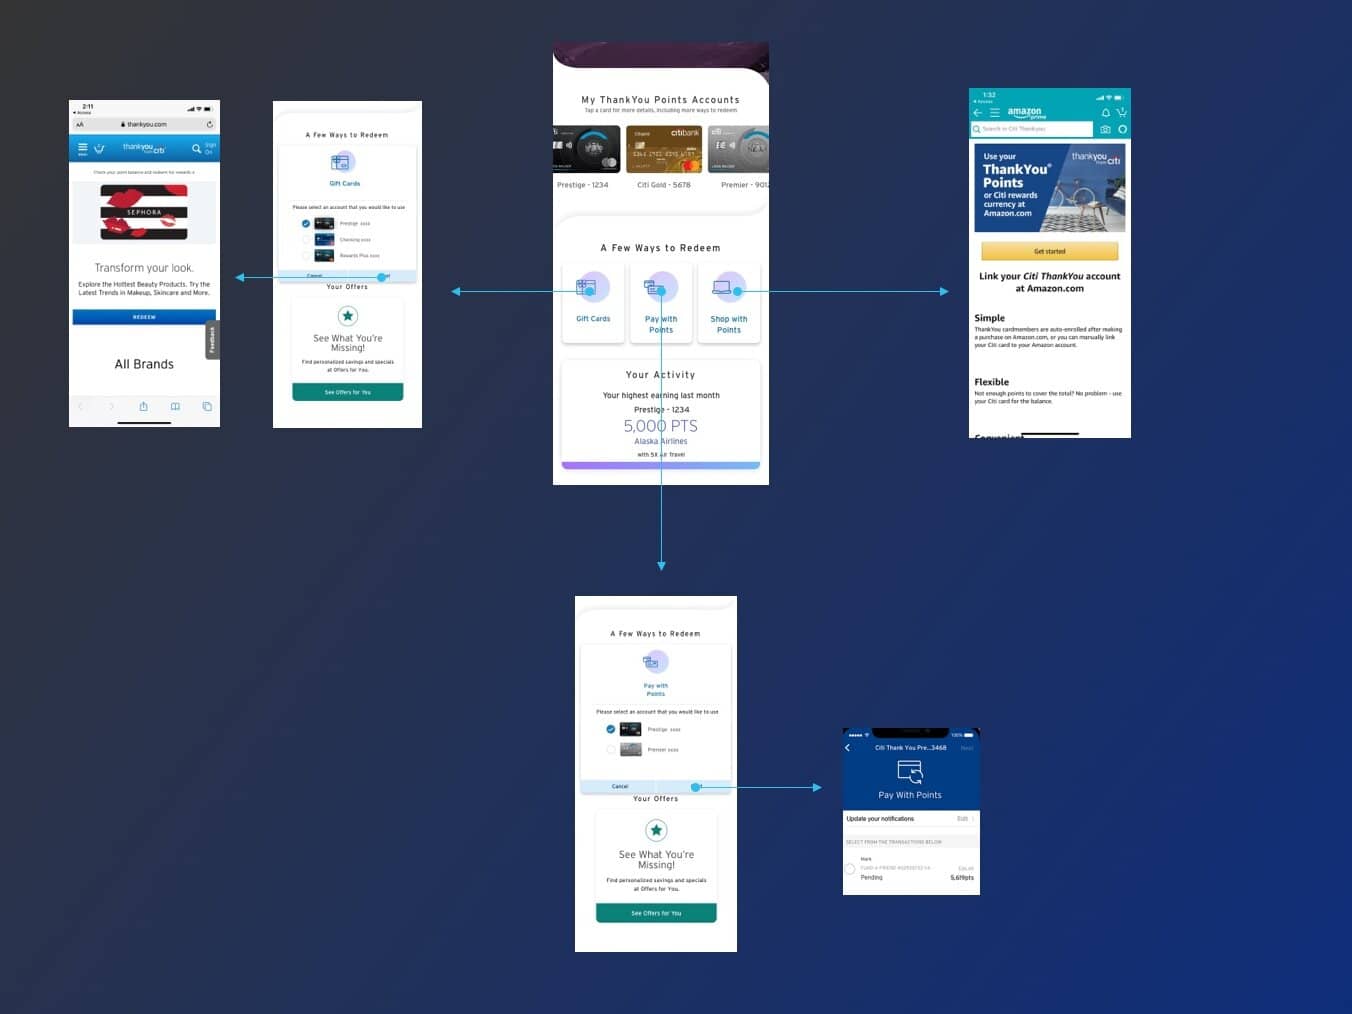 2:11
AA
thankyou.com
thankyou
from citi
Sign
On
Check your point balance and redeem for rewards
SEPHORA
Transform your look.
Explore the Hottest Beauty Products. Try the
Latest Trends in Makeup, Skincare and More.
REDEEM
Feedback
All Brands
A Few Ways to Redeem
Gift Cards
Please select an account that you would like to use
Prestige xxxx
Checking xxxx
Rewards Plus xxxx
Cancel
Your Offers
See What You're
Missing!
Find personalized savings and specials
at Offers for You.
See Offers for You
My ThankYou Points Accounts
Tap a card for more details, including more ways to redeem
citi
Citigold
citibank
citi
Prestige - 1234
Citi Gold - 5678
Premier - 9012
A Few Ways to Redeem
Gift Cards
Pay with
Points
Shop with
Points
Your Activity
Your highest earning last month
Prestige - 1234
5,000 PTS
Alaska Airlines
with 5X Air Travel
1:32
amazon
prime
1
Search in Citi Thankyou
Use your
ThankYou®
Points
or Citi rewards
currency at
Amazon.com
thankyou
from citi
Get started
Link your Citi ThankYou account
at Amazon.com
Simple
ThankYou cardmembers are auto-enrolled after making
a purchase on Amazon.com, or you can manually link
your Citi card to your Amazon account.
Flexible
Not enough points to cover the total? No problem - use
your Citi card for the balance.
Convenient
A Few Ways to Redeem
Pay with
Points
Please select an account that you would like to use
Prestige xxxx
Premier xxxx
Cancel
Your Offers
See What You're
Missing!
Find personalized savings and specials
at Offers for You.
See Offers for You
100%
Citi Thank You Pre...3468
Next
Pay With Points
Update your notifications
Edit
SELECT FROM THE TRANSACTIONS BELOW
Mark
Pending
5,619pts